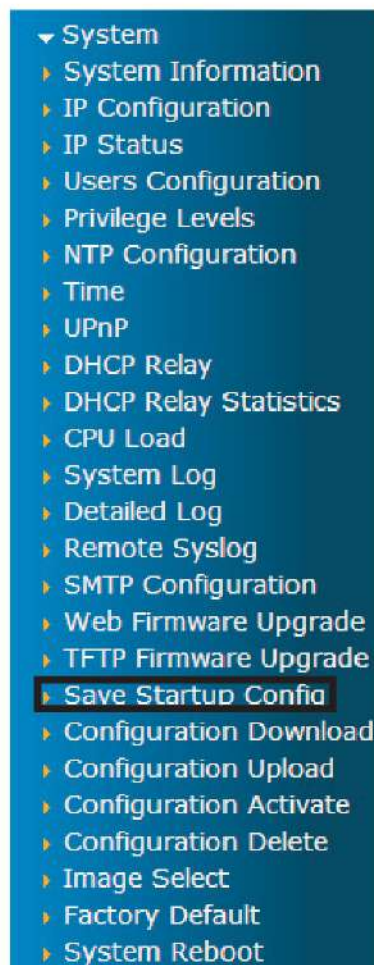 System
System Information
IP Configuration
IP Status
Users Configuration
Privilege Levels
NTP Configuration
Time
UPnP
DHCP Relay
DHCP Relay Statistics
CPU Load
System Log
Detailed Log
Remote Syslog
SMTP Configuration
Web Firmware Upgrade
TFTP Firmware Upgrade
Save Startup Config
Configuration Download
Configuration Upload
Configuration Activate
Configuration Delete
Image Select
Factory Default
System Reboot